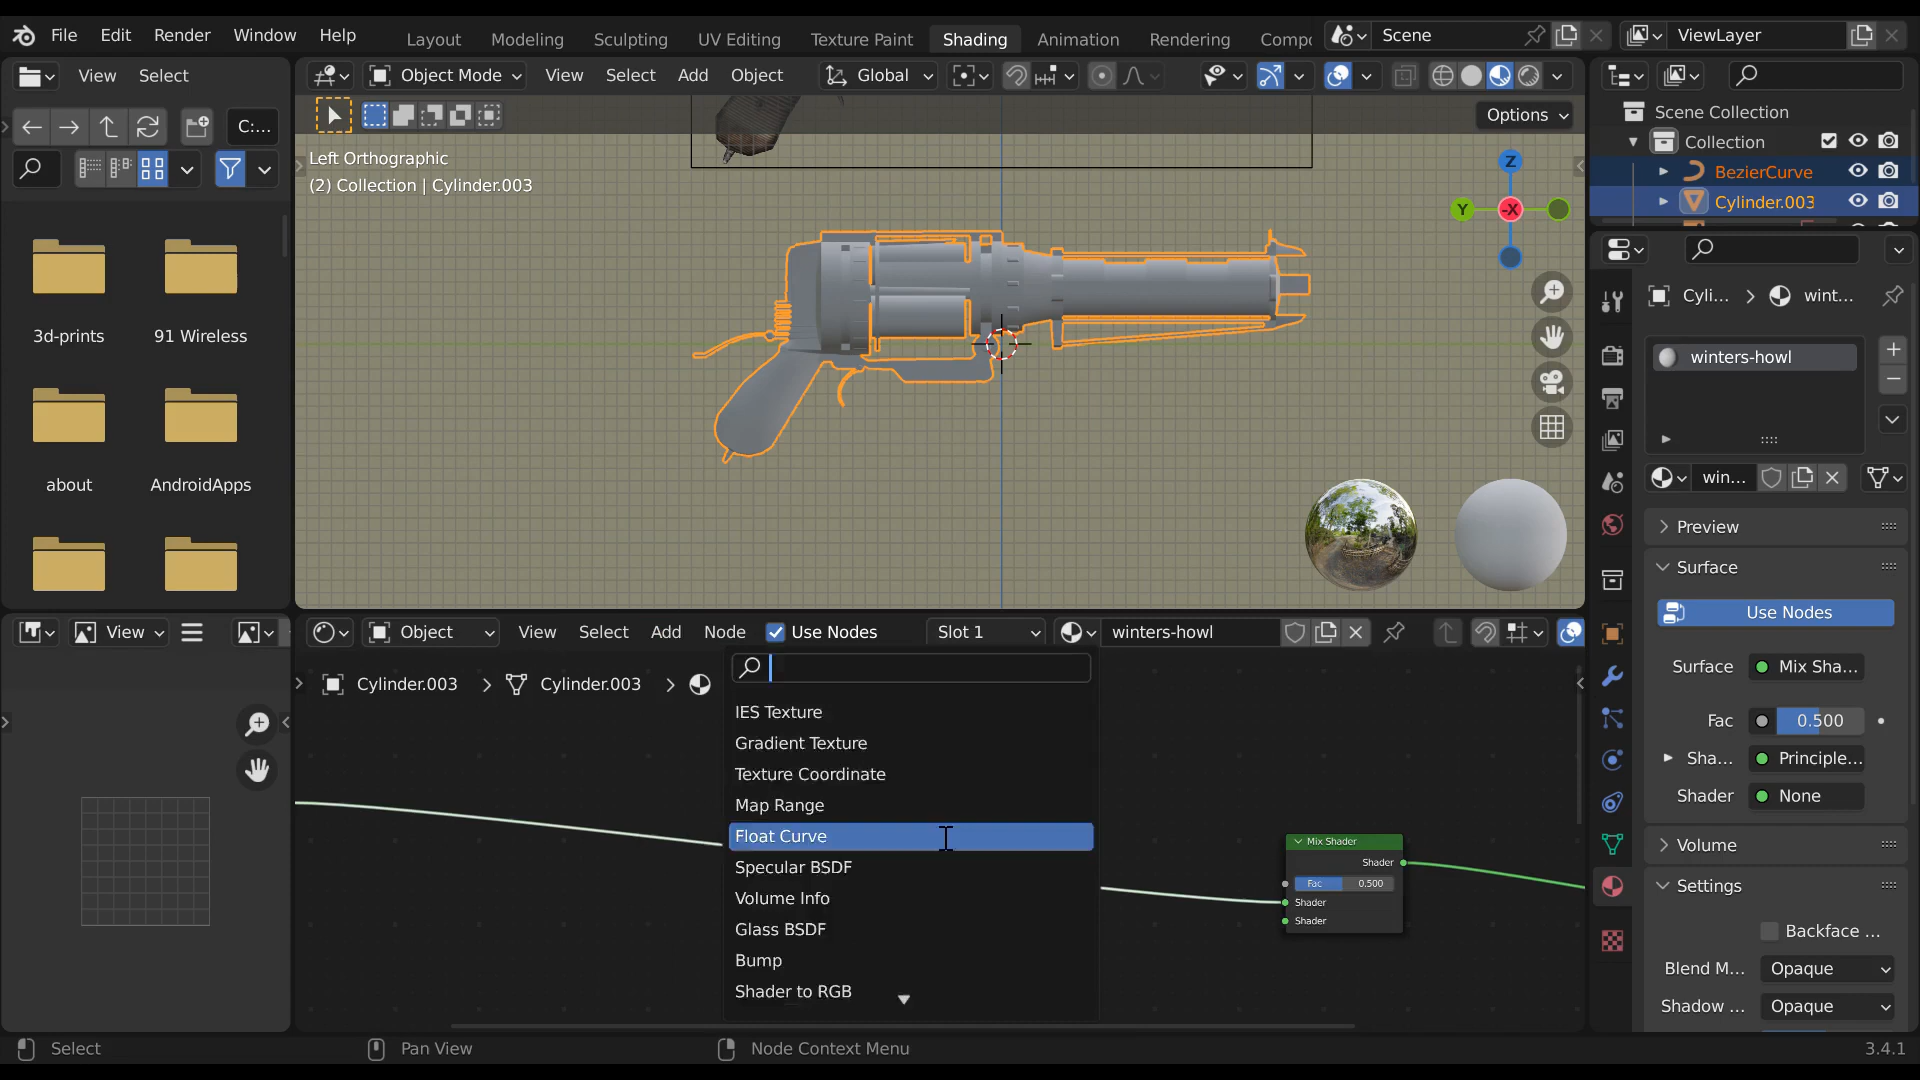 File Edit Render Window Help Layout Modeling Sculpting UV Editing Texture Paint Shading Animation Rendering Compo Scene ViewLayer
View Select Object Mode View Select Add Object Global
Scene Collection
C:... Options Collection
Left Orthographic
(2) Collection | Cylinder.003
BezierCurve
Cylinder.003
Z
Y
-X
3d-prints 91 Wireless
Cyli... wint...
winters-howl
about AndroidApps
win...
Preview
Surface
Use Nodes
View Object View Select Add Node Use Nodes Slot 1 winters-howl
Surface Mix Sha...
Cylinder.003 Cylinder.003
Fac 0.500
Sha... Principle...
Shader None
IES Texture
Gradient Texture
Texture Coordinate
Map Range
Float Curve
Specular BSDF
Volume Info
Glass BSDF
Bump
Shader to RGB
Mix Shader
Shader
Fac 0.500
Shader
Shader
Volume
Settings
Backface ...
Blend M... Opaque
Shadow ... Opaque
Select Pan View Node Context Menu 3.4.1